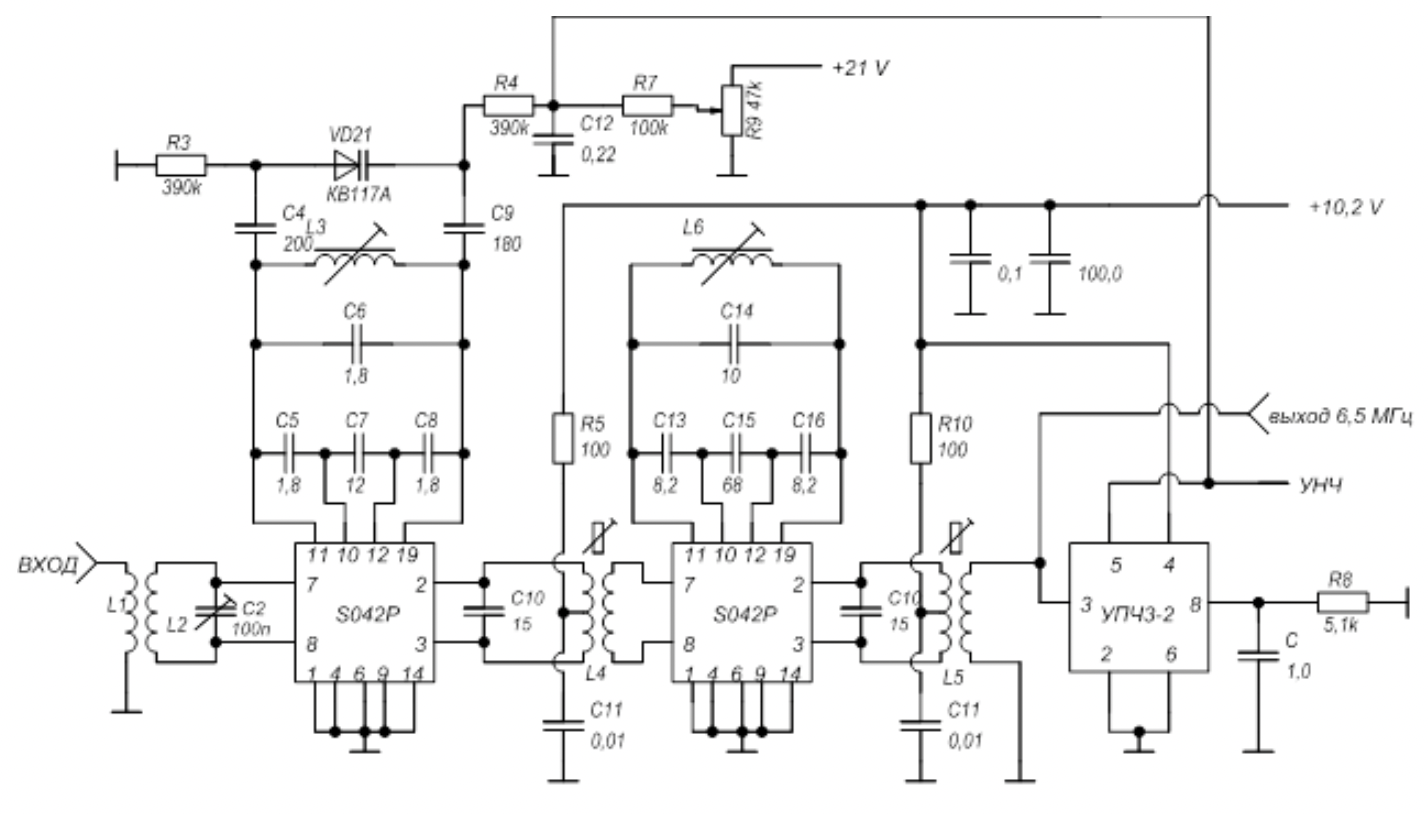 +21 V
R4
390k
R7
100k
R9 47k
C12
0,22
R3
390k
VD21
КВ117А
+10,2 V
C4
200
L3
C9
180
L6
0,1
100,0
C6
1,8
C14
10
выход 6,5 МГц
C5
1,8
C7
12
C8
1,8
R5
100
C13
8,2
C15
68
C16
8,2
R10
100
УНЧ
ВХОД
L1
L2
C2
100п
11 10 12 19
7 2
S042P
8 3
1 4 6 9 14
C10
15
L4
C11
0,01
11 10 12 19
7 2
S042P
8 3
1 4 6 9 14
C10
15
L5
C11
0,01
5 4
3 8
УПЧЗ-2
2 6
R8
5,1k
C
1,0